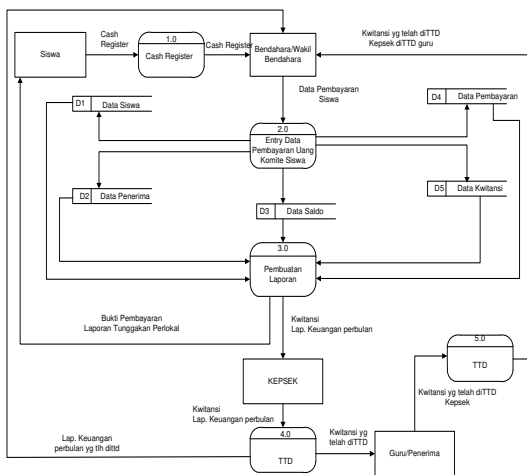 Siswa
Cash
Register
1.0
Cash Register
Cash Register
Bendahara/Wakil
Bendahara
Kwitansi yg telah diTTD
Kepsek diTTD guru
Data Pembayaran
Siswa
D1 Data Siswa
D4 Data Pembayaran
2.0
Entry Data
Pembayaran Uang
Komite Siswa
D2 Data Penerima
D5 Data Kwitansi
D3 Data Saldo
3.0
Pembuatan
Laporan
Bukti Pembayaran
Laporan Tunggakan Perlokal
Kwitansi
Lap. Keuangan perbulan
5.0
TTD
KEPSEK
Kwitansi yg telah diTTD
Kepsek
Kwitansi
Lap. Keuangan perbulan
Lap. Keuangan
perbulan yg tlh dittd
4.0
TTD
Kwitansi yg
telah diTTD
Guru/Penerima